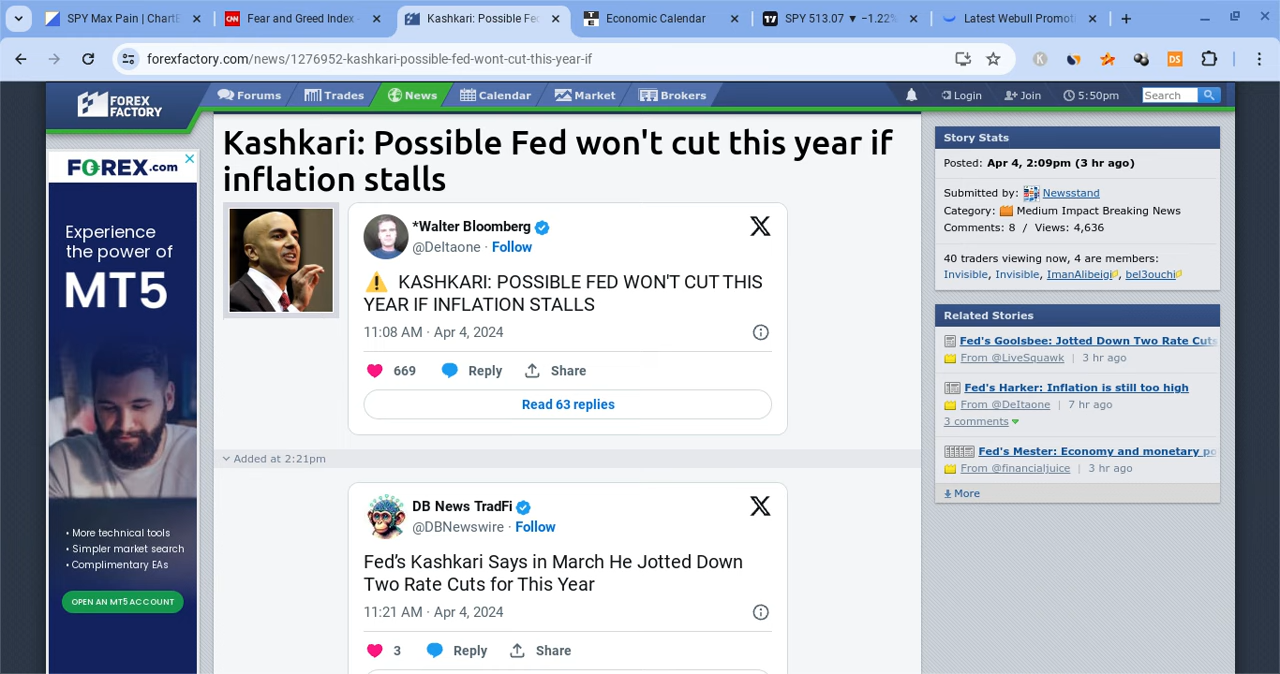 SPY Max Pain | Chart
Fear and Greed Index -
Kashkari: Possible Fed
Economic Calendar
SPY 513.07 ▼ −1.22%
Latest Webull Promot
forexfactory.com/news/1276952-kashkari-possible-fed-wont-cut-this-year-if
FOREX
FACTORY
Forums
Trades
News
Calendar
Market
Brokers
Login
Join
5:50pm
Search
FOREX.com
Experience
the power of
MT5
• More technical tools
• Simpler market search
• Complimentary EAs
OPEN AN MT5 ACCOUNT
Kashkari: Possible Fed won't cut this year if
inflation stalls
*Walter Bloomberg
@DeItaone · Follow
⚠️ KASHKARI: POSSIBLE FED WON'T CUT THIS
YEAR IF INFLATION STALLS
11:08 AM · Apr 4, 2024
669 Reply Share
Read 63 replies
Added at 2:21pm
DB News TradFi
@DBNewswire · Follow
Fed’s Kashkari Says in March He Jotted Down
Two Rate Cuts for This Year
11:21 AM · Apr 4, 2024
3 Reply Share
Story Stats
Posted: Apr 4, 2:09pm (3 hr ago)
Submitted by: Newsstand
Category: Medium Impact Breaking News
Comments: 8 / Views: 4,636
40 traders viewing now, 4 are members:
Invisible, Invisible, ImanAlibeigi, bel3ouchi
Related Stories
Fed's Goolsbee: Jotted Down Two Rate Cuts
From @LiveSquawk | 3 hr ago
Fed's Harker: Inflation is still too high
From @DeItaone | 7 hr ago
3 comments
Fed's Mester: Economy and monetary po
From @financialjuice | 3 hr ago
More